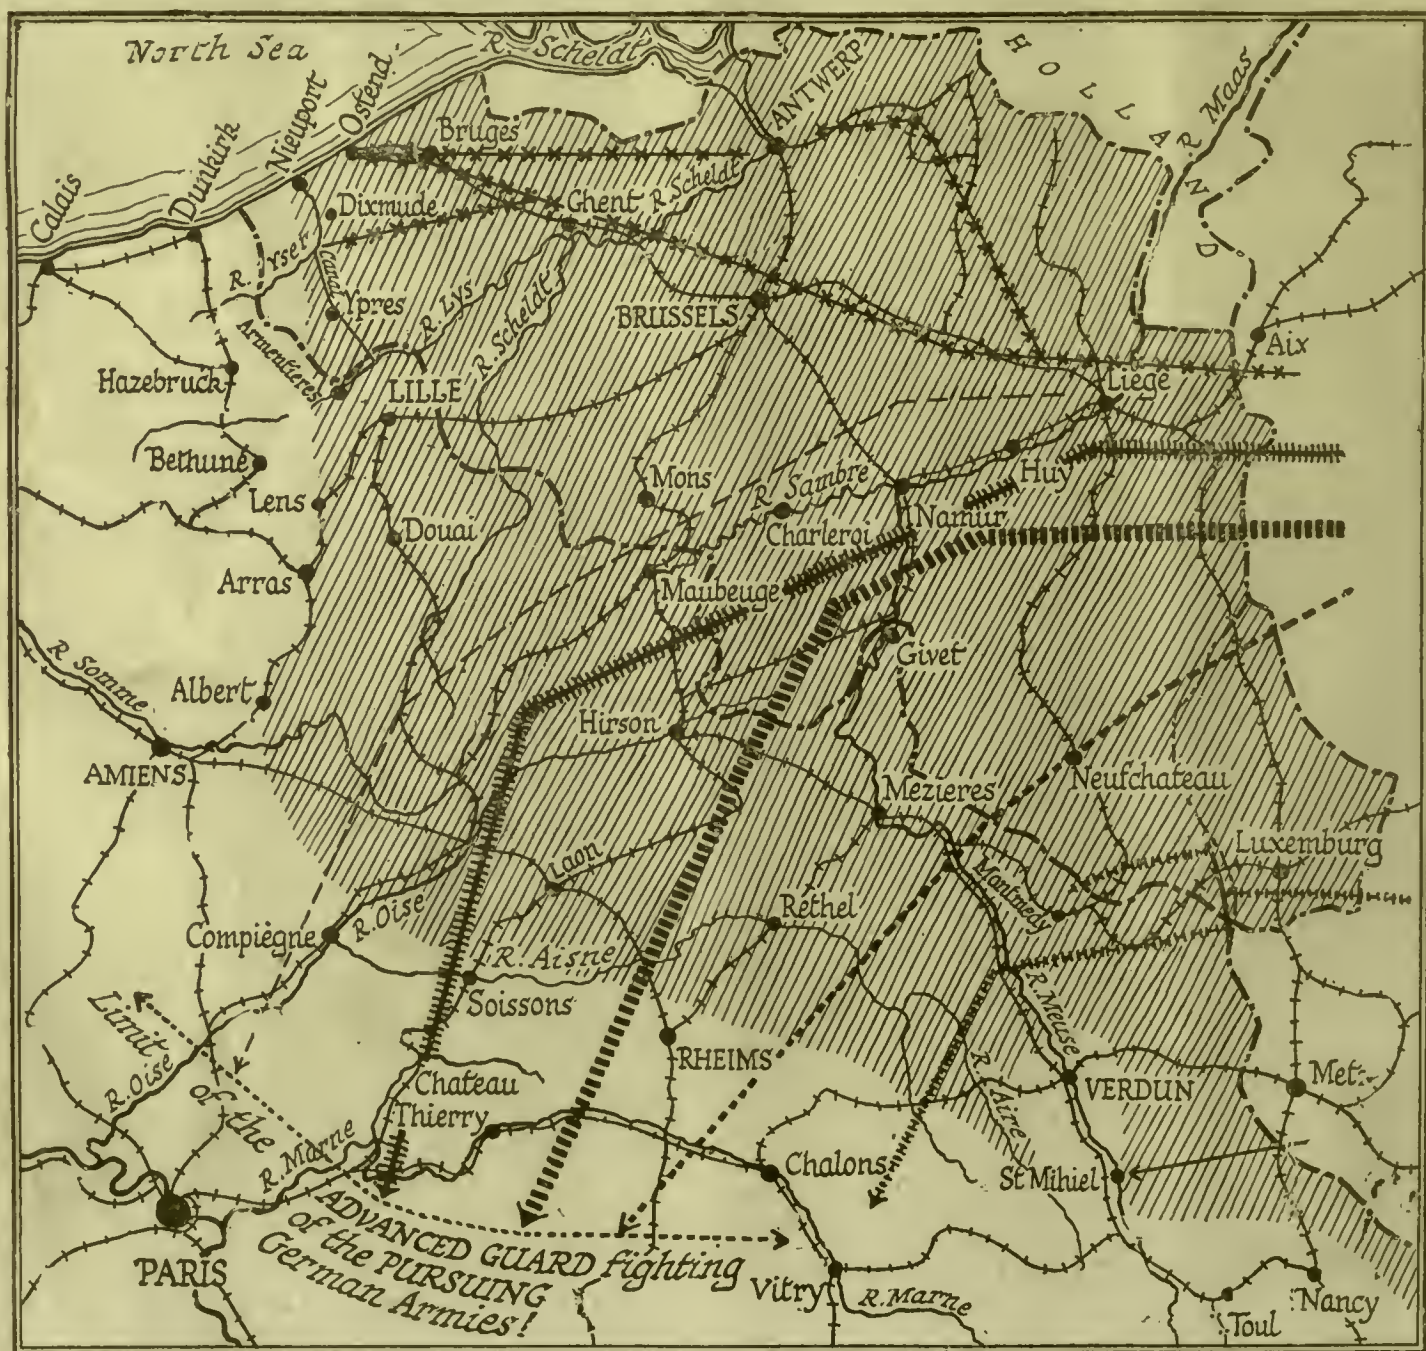 North Sea
R. Scheldt
HOLLAND
R. Maas
Calais
Dunkirk
Nieuport
Ostend
Bruges
ANTWERP
Dixmude
Ghent
R. Scheldt
R. Yser
Canal
Ypres
R. Lys
R. Scheldt
BRUSSELS
Aix
Armentieres
Hazebruck
LILLE
Liege
Bethune
Lens
Mons
R. Sambre
Huy
Douai
Charleroi
Namur
Arras
Maubeuge
Givet
R. Somme
Albert
Hirson
AMIENS
Mezieres
Neufchateau
Laon
Luxemburg
Montmedy
Compiègne
R. Oise
Rethel
R. Aisne
Soissons
R. Meuse
RHEIMS
R. Oise
Chateau
Thierry
R. Aire
VERDUN
Metz
R. Marne
Chalons
St Mihiel
PARIS
Limit
of the
ADVANCED GUARD fighting
of the PURSUING
German Armies!
Vitry
R. Marne
Toul
Nancy